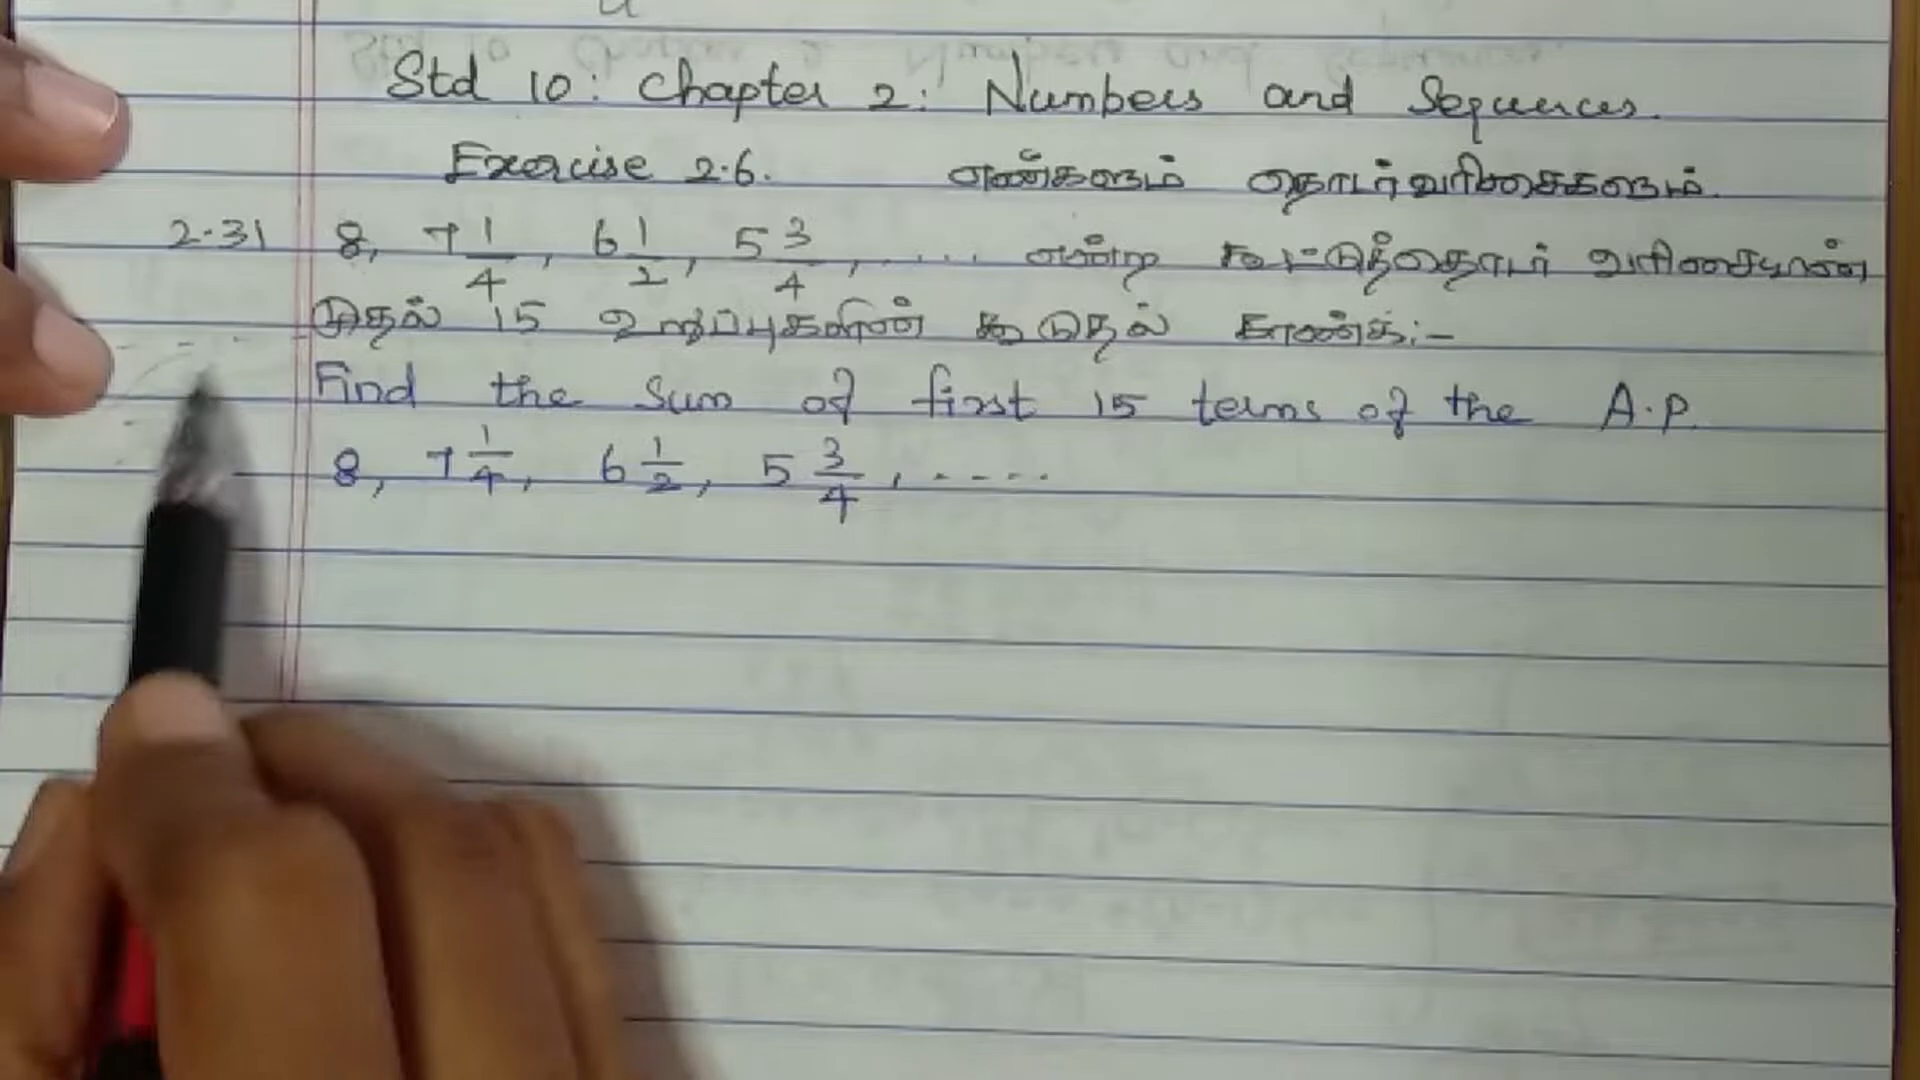 Std 10: Chapter 2: Numbers and Sequences.
Exercise 2.6. எண்களும் தொடர்வரிசைகளும்.
2.31 8, 7 1/4, 6 1/2, 5 3/4, .... என்ற கூட்டுத்தொடர் வரிசையின்
முதல் 15 உறுப்புகளின் கூடுதல் காண்க:-
Find the Sum of first 15 terms of the A.P.
8, 7 1/4, 6 1/2, 5 3/4, .....